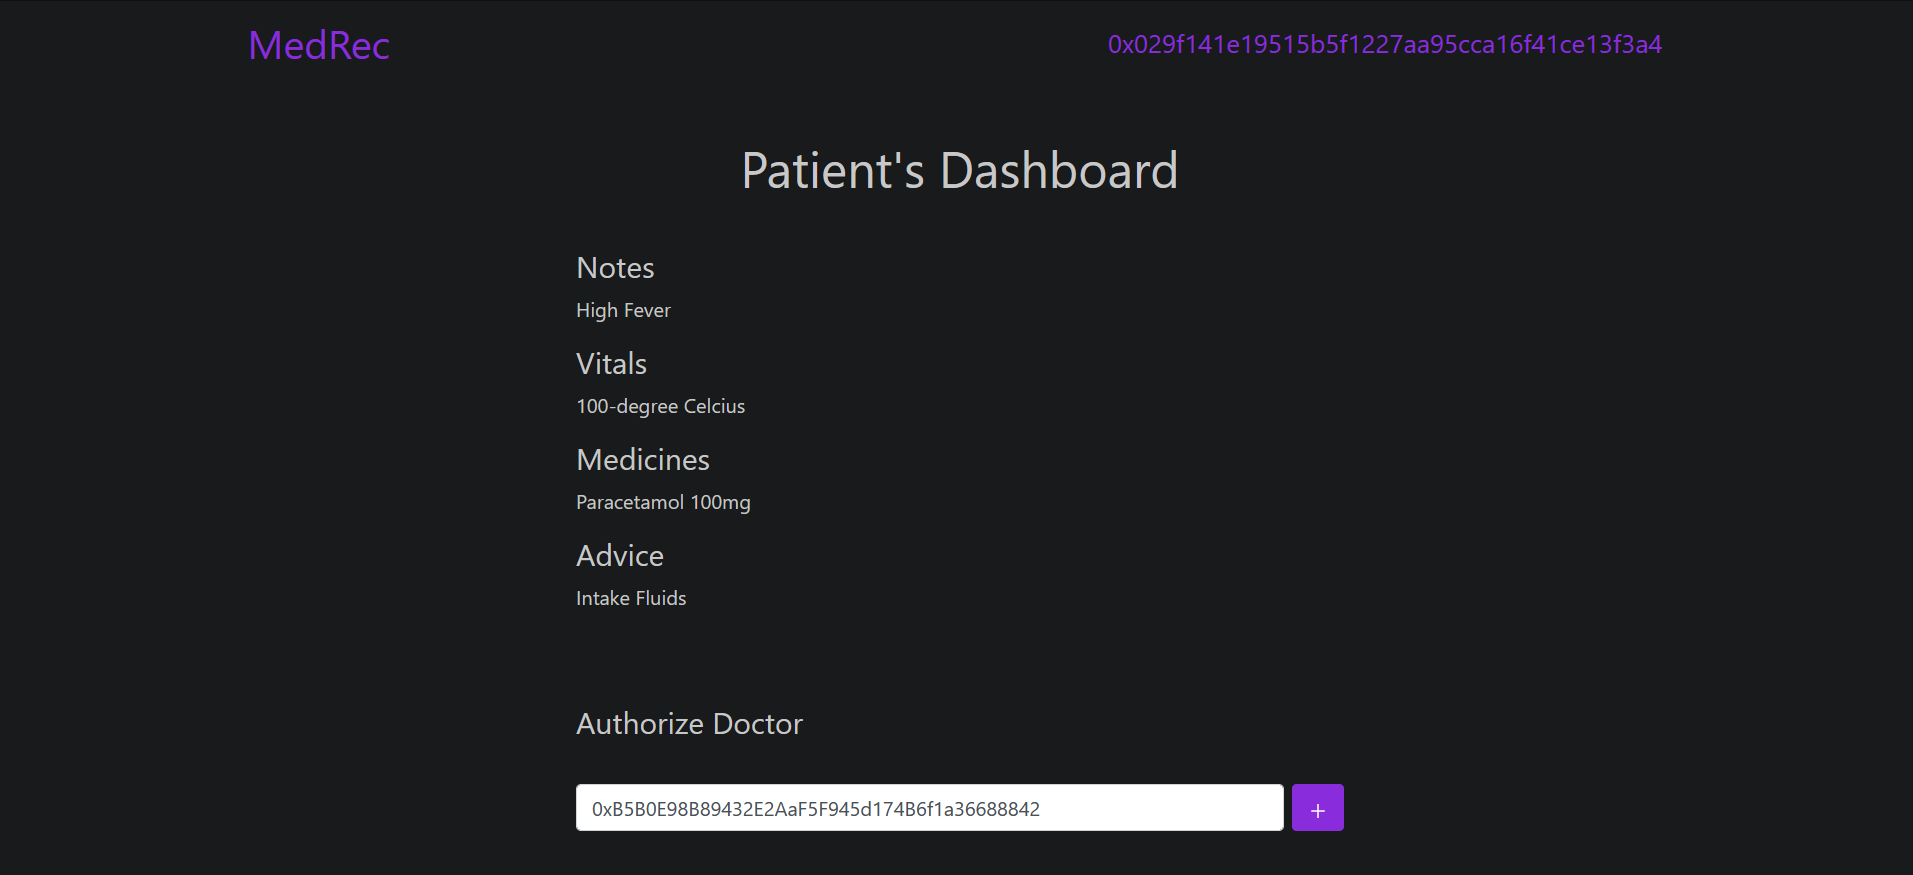 MedRec
0x029f141e19515b5f1227aa95cca16f41ce13f3a4
Patient's Dashboard
Notes
High Fever
Vitals
100-degree Celcius
Medicines
Paracetamol 100mg
Advice
Intake Fluids
Authorize Doctor
0xB5B0E98B89432E2AaF5F945d174B6f1a36688842
+